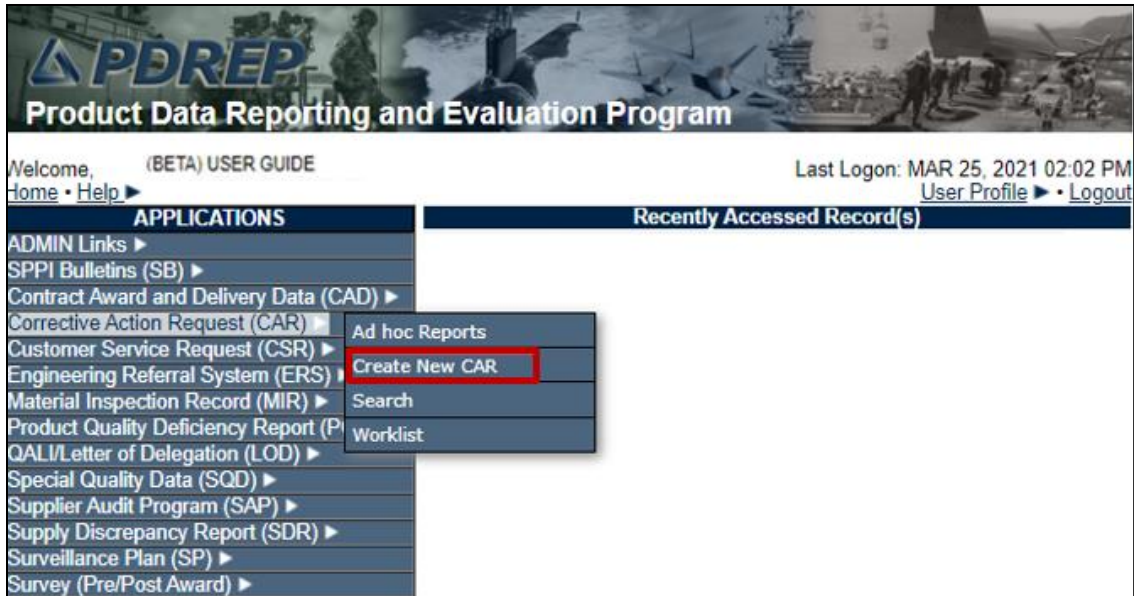 PDREP
Product Data Reporting and Evaluation Program
Welcome, (BETA) USER GUIDE
Last Logon: MAR 25, 2021 02:02 PM
Home • Help ►
User Profile ► • Logout
APPLICATIONS
Recently Accessed Record(s)
ADMIN Links ►
SPPI Bulletins (SB) ►
Contract Award and Delivery Data (CAD) ►
Corrective Action Request (CAR) ►
Ad hoc Reports
Create New CAR
Search
Worklist
Customer Service Request (CSR) ►
Engineering Referral System (ERS)
Material Inspection Record (MIR) ►
Product Quality Deficiency Report (P
QALI/Letter of Delegation (LOD) ►
Special Quality Data (SQD) ►
Supplier Audit Program (SAP) ►
Supply Discrepancy Report (SDR) ►
Surveillance Plan (SP) ►
Survey (Pre/Post Award) ►